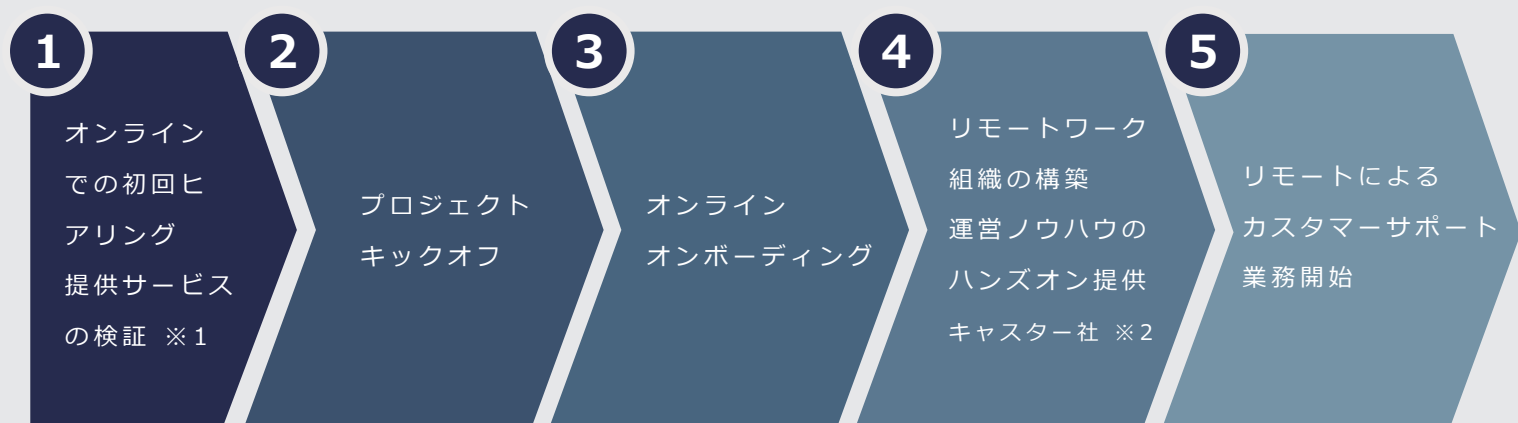 1
オンライン
での初回ヒ
アリング
提供サービス
の検証 ※1
2
プロジェクト
キックオフ
3
オンライン
オンボーディング
4
リモートワーク
組織の構築
運営ノウハウの
ハンズオン提供
キャスター社 ※2
5
リモートによる
カスタマーサポート
業務開始